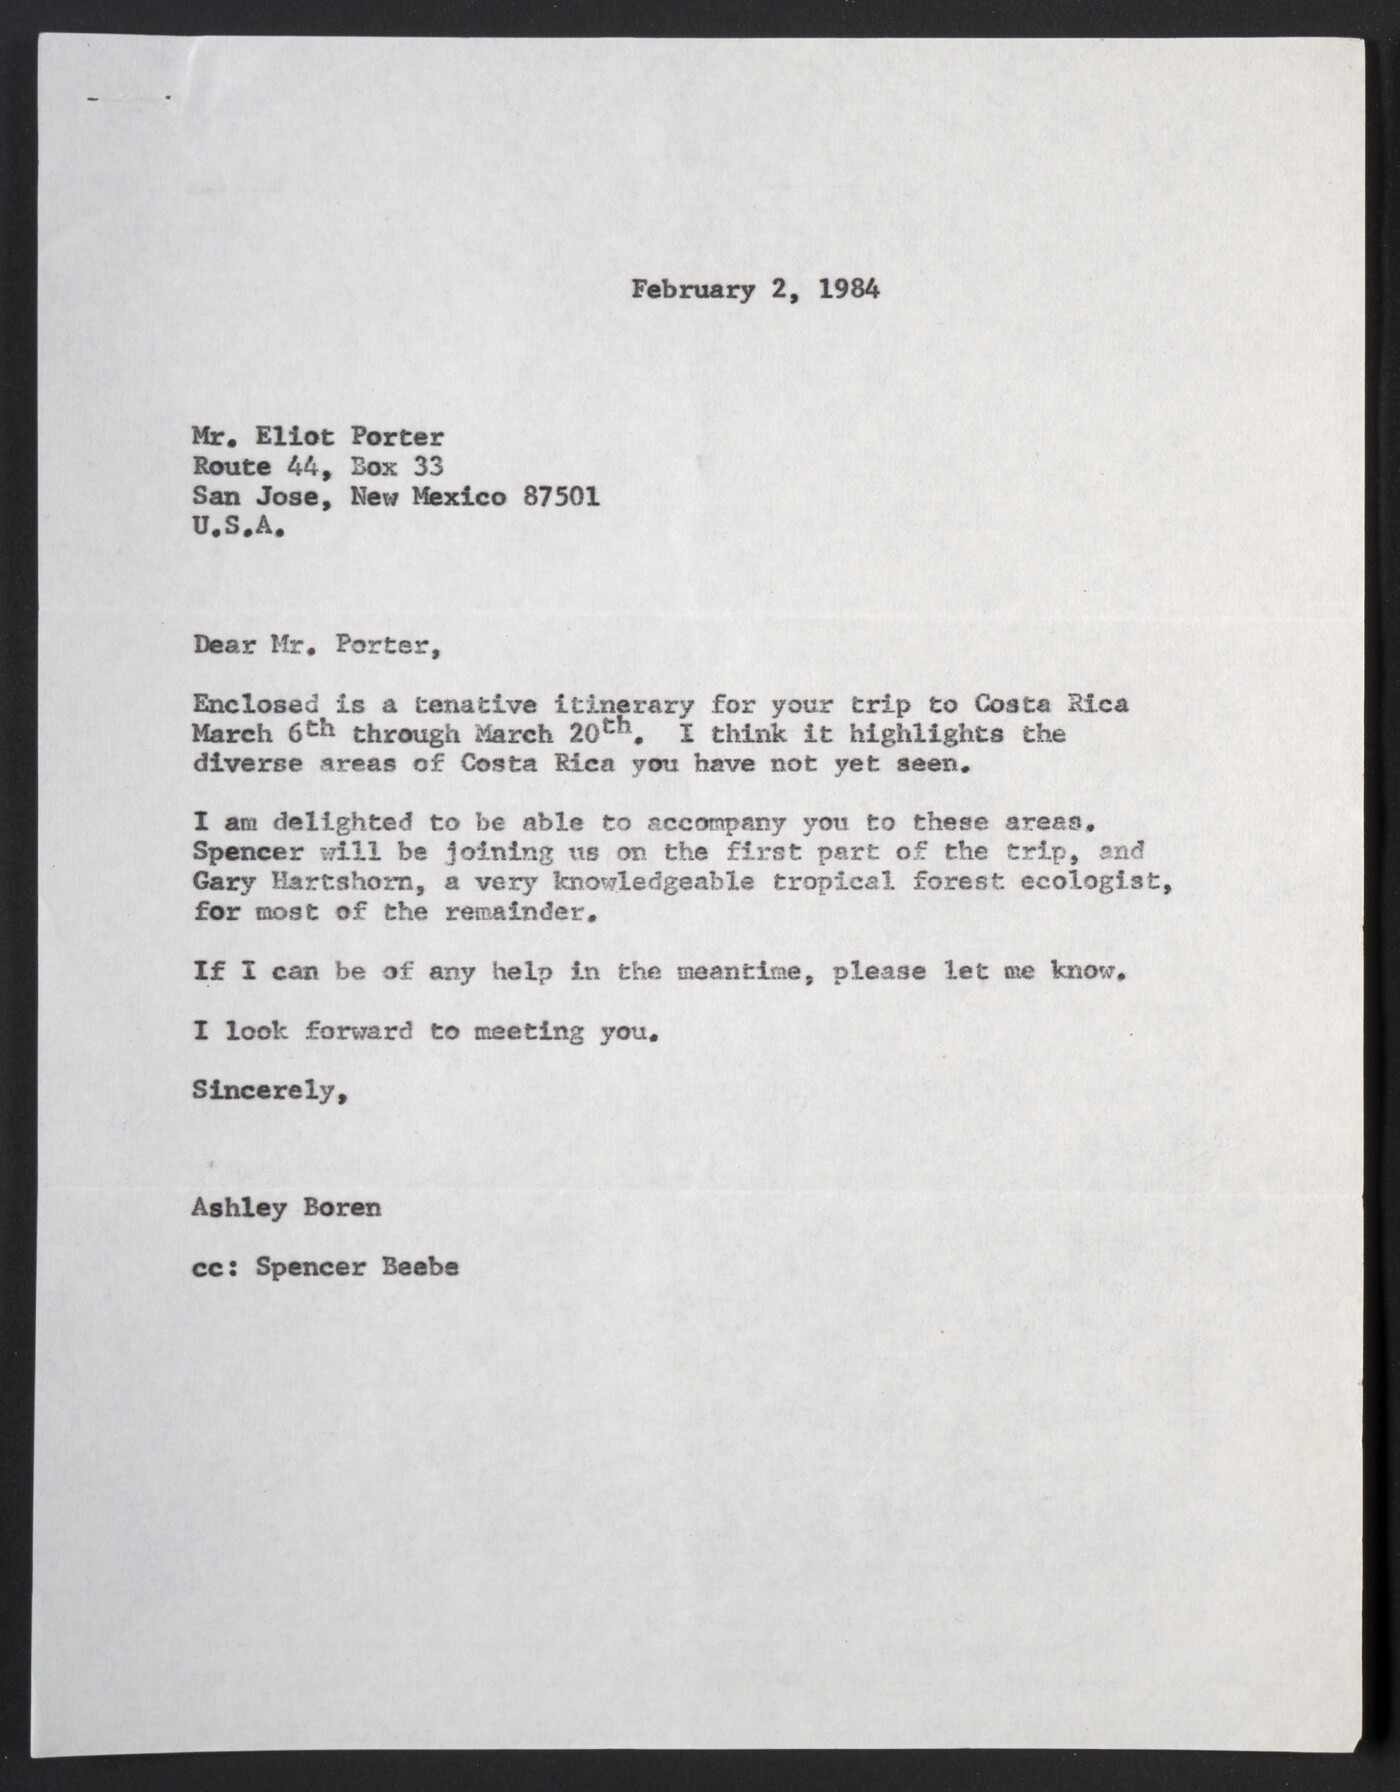 February 2, 1984
Mr. Eliot Porter
Route 44, Box 33
San Jose, New Mexico 87501
U.S.A.
Dear Mr. Porter,
Enclosed is a tenative itinerary for your trip to Costa Rica
March 6th through March 20th. I think it highlights the
diverse areas of Costa Rica you have not yet seen.
I am delighted to be able to accompany you to these areas.
Spencer will be joining us on the first part of the trip, and
Gary Hartshorn, a very knowledgeable tropical forest ecologist,
for most of the remainder.
If I can be of any help in the meantime, please let me know.
I look forward to meeting you.
Sincerely,
Ashley Boren
cc: Spencer Beebe